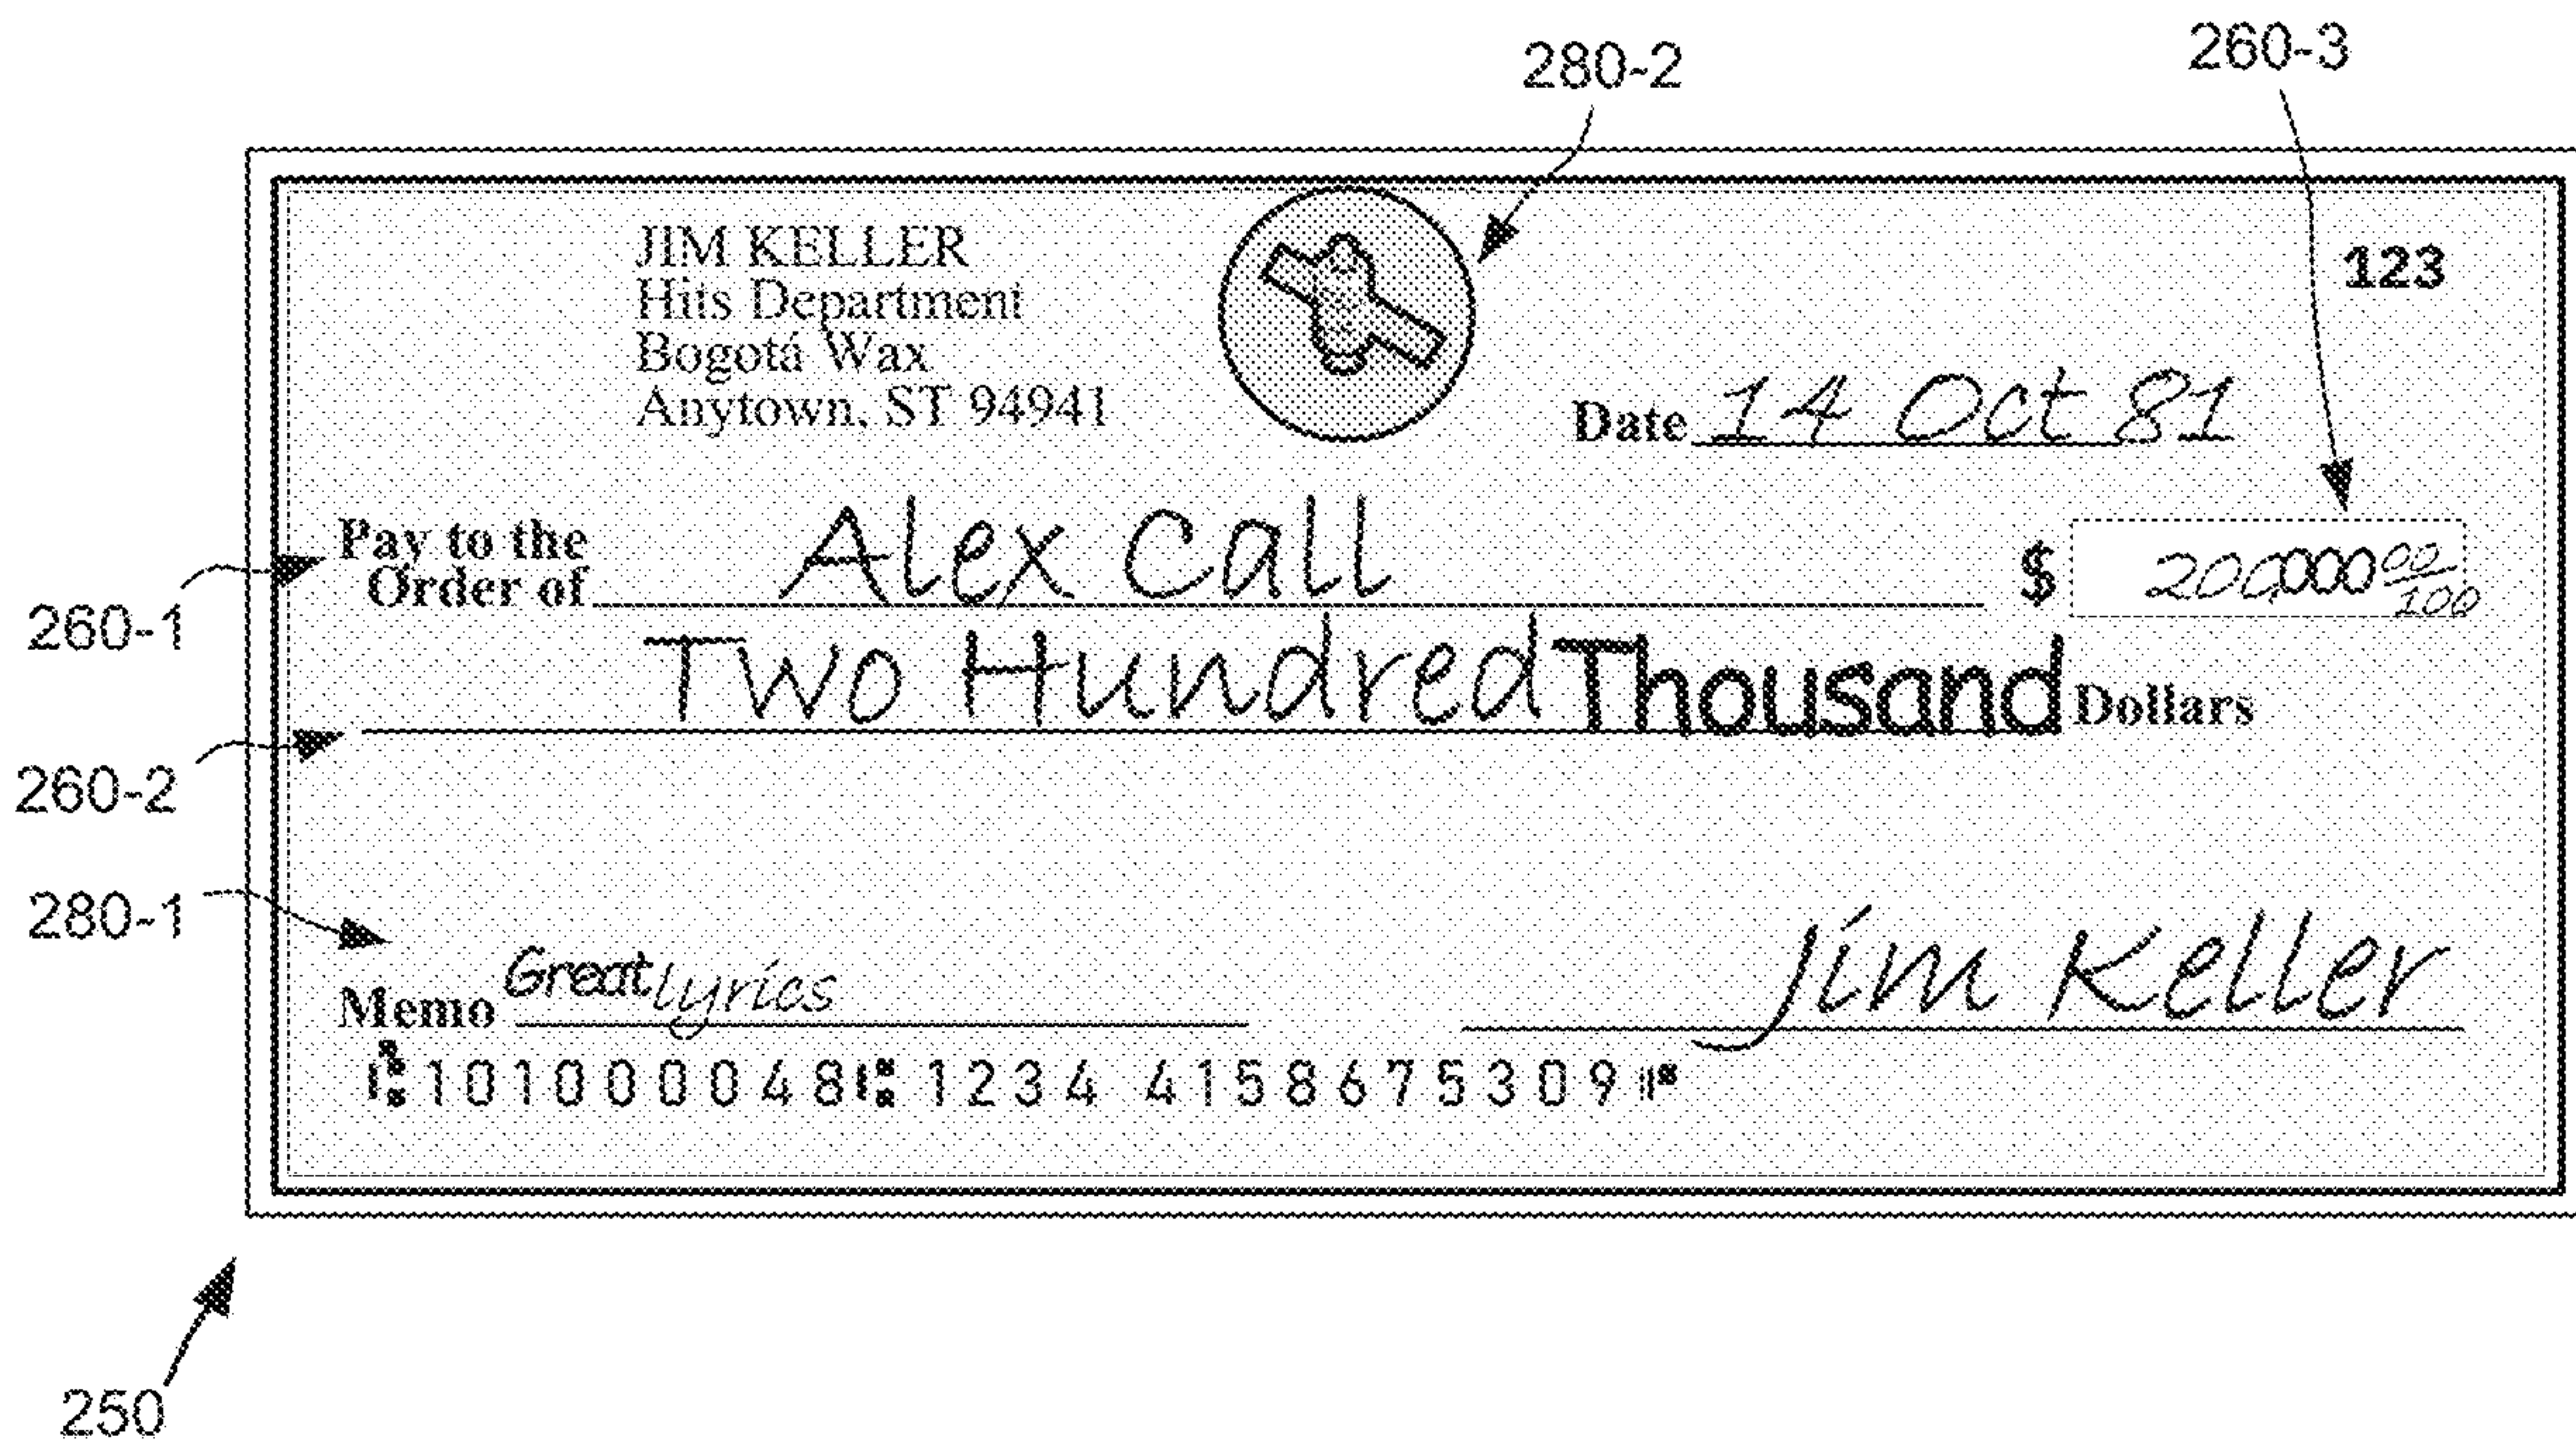 280-2
260-3
JIM KELLER
Hits Department
Bogotá Wax
Anytown, ST 94941
123
Date 14 Oct 81
260-1
Pay to the
Order of Alex Call $ 200,000 00/100
Two Hundred Thousand Dollars
260-2
280-1
Memo Great lyrics Jim Keller
⑆101000048⑆ 1234 4158675309⑈
250